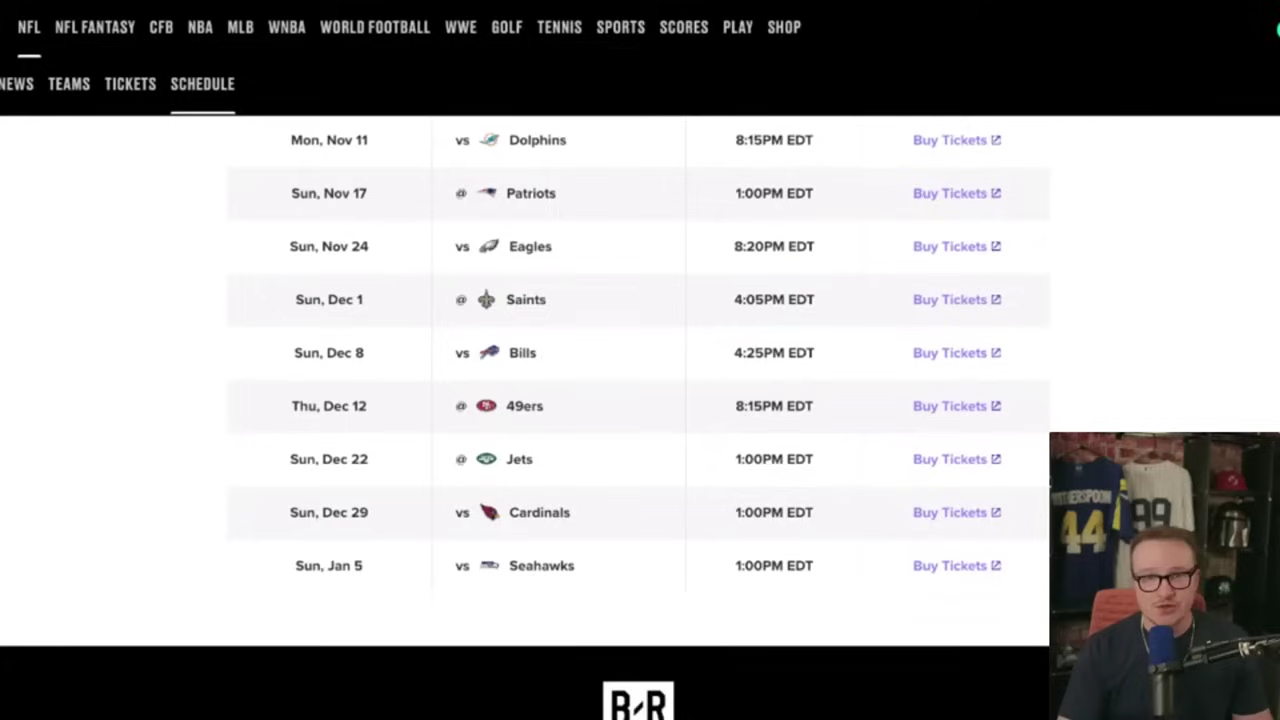 NFL NFL FANTASY CFB NBA MLB WNBA WORLD FOOTBALL WWE GOLF TENNIS SPORTS SCORES PLAY SHOP
NEWS TEAMS TICKETS SCHEDULE
Mon, Nov 11 vs Dolphins 8:15PM EDT Buy Tickets
Sun, Nov 17 @ Patriots 1:00PM EDT Buy Tickets
Sun, Nov 24 vs Eagles 8:20PM EDT Buy Tickets
Sun, Dec 1 @ Saints 4:05PM EDT Buy Tickets
Sun, Dec 8 vs Bills 4:25PM EDT Buy Tickets
Thu, Dec 12 @ 49ers 8:15PM EDT Buy Tickets
Sun, Dec 22 @ Jets 1:00PM EDT Buy Tickets
Sun, Dec 29 vs Cardinals 1:00PM EDT Buy Tickets
Sun, Jan 5 vs Seahawks 1:00PM EDT Buy Tickets
WITHERSPOON
44
99
B/R